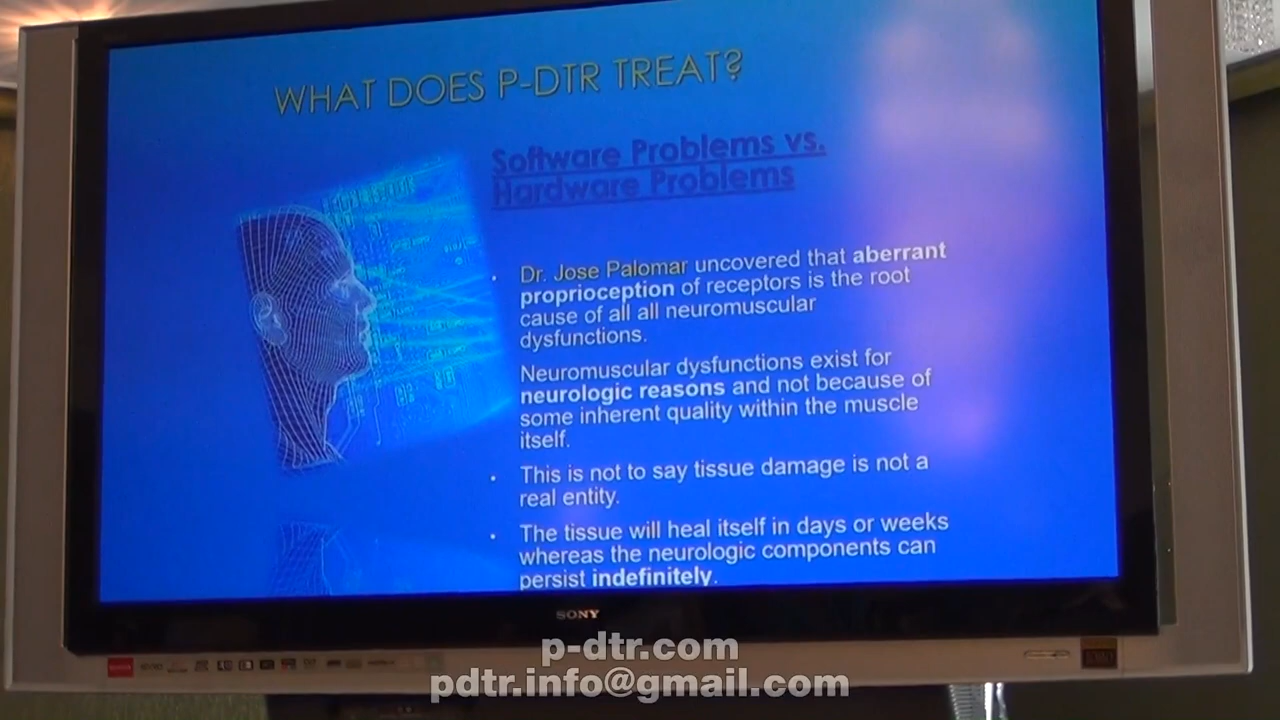 WHAT DOES P-DTR TREAT?
Software Problems vs.
Hardware Problems
• Dr. Jose Palomar uncovered that aberrant
proprioception of receptors is the root
cause of all all neuromuscular
dysfunctions.
Neuromuscular dysfunctions exist for
neurologic reasons and not because of
some inherent quality within the muscle
itself.
• This is not to say tissue damage is not a
real entity.
• The tissue will heal itself in days or weeks
whereas the neurologic components can
persist indefinitely.
SONY
p-dtr.com
pdtr.info@gmail.com